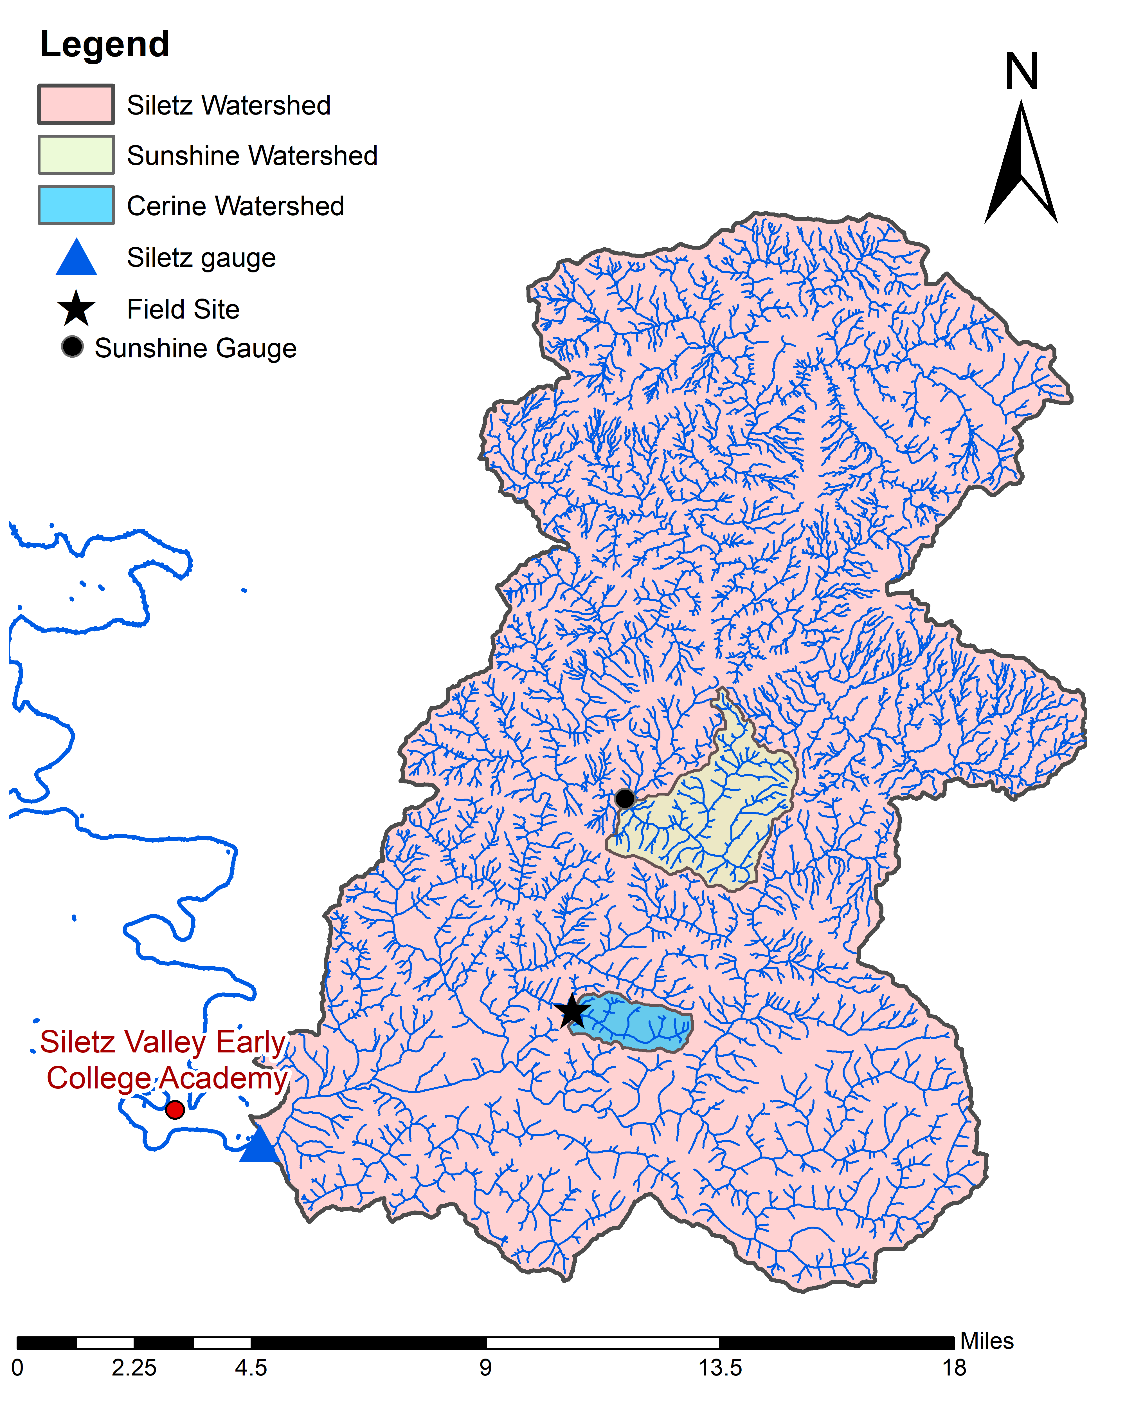 Legend
N
Siletz Watershed
Sunshine Watershed
Cerine Watershed
Siletz gauge
Field Site
Sunshine Gauge
Siletz Valley Early
College Academy
Miles
0 2.25 4.5 9 13.5 18